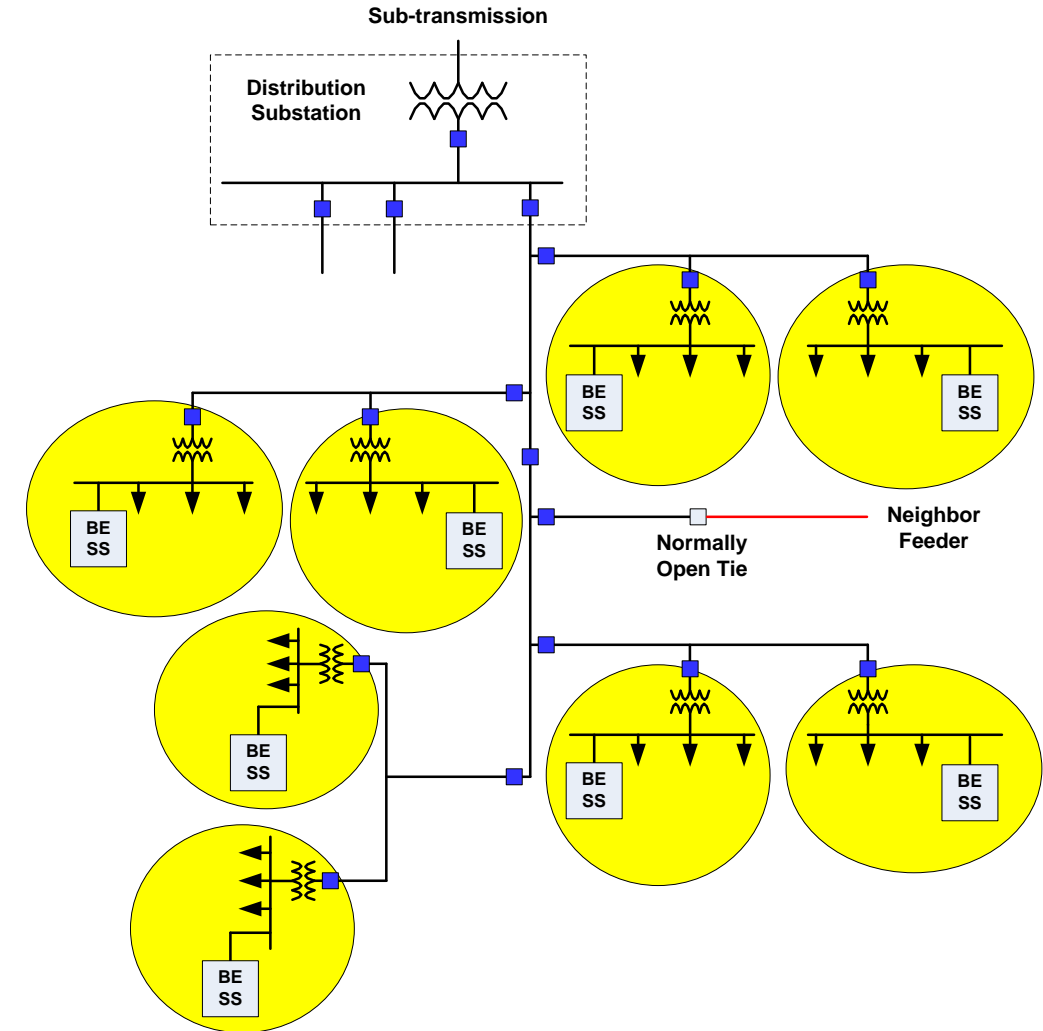 Sub-transmission
Distribution
Substation
BE
SS
BE
SS
BE
SS
BE
SS
Neighbor
Feeder
Normally
Open Tie
BE
SS
BE
SS
BE
SS
BE
SS